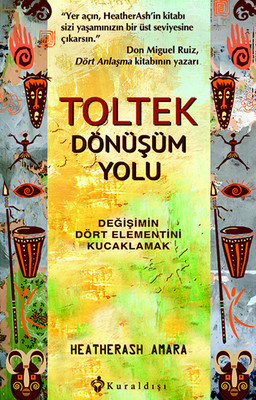 “Yer açın, HeatherAsh’in kitabı
sizi yaşamınızın bir üst seviyesine
çıkarsın.”
Don Miguel Ruiz,
Dört Anlaşma kitabının yazarı
TOLTEK
DÖNÜŞÜM
YOLU
DEĞİŞİMİN
DÖRT ELEMENTİNİ
KUCAKLAMAK
HEATHERASH AMARA
Kuraldışı